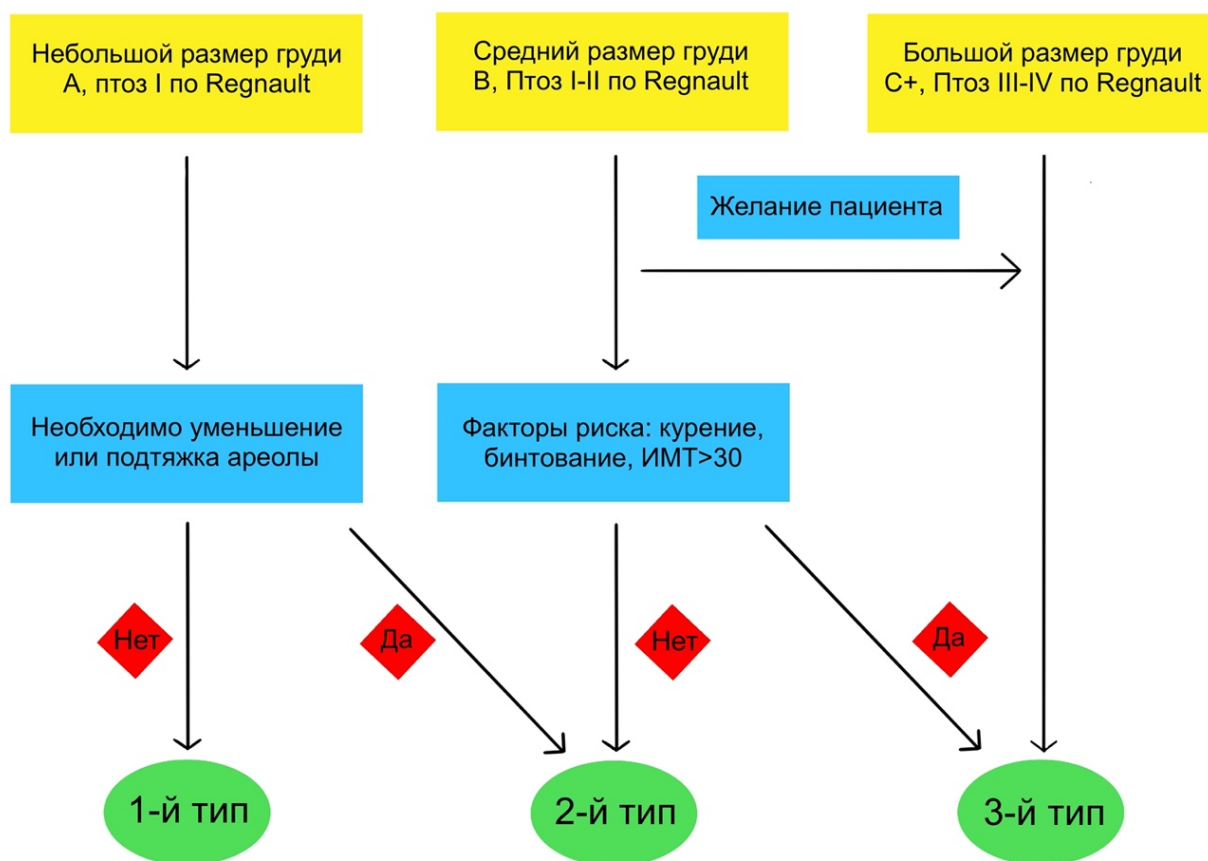 Небольшой размер груди
А, птоз I по Regnault
Средний размер груди
В, Птоз I-II по Regnault
Большой размер груди
С+, Птоз III-IV по Regnault
Желание пациента
Необходимо уменьшение
или подтяжка ареолы
Факторы риска: курение,
бинтование, ИМТ>30
Нет
Да
Нет
Да
1-й тип
2-й тип
3-й тип